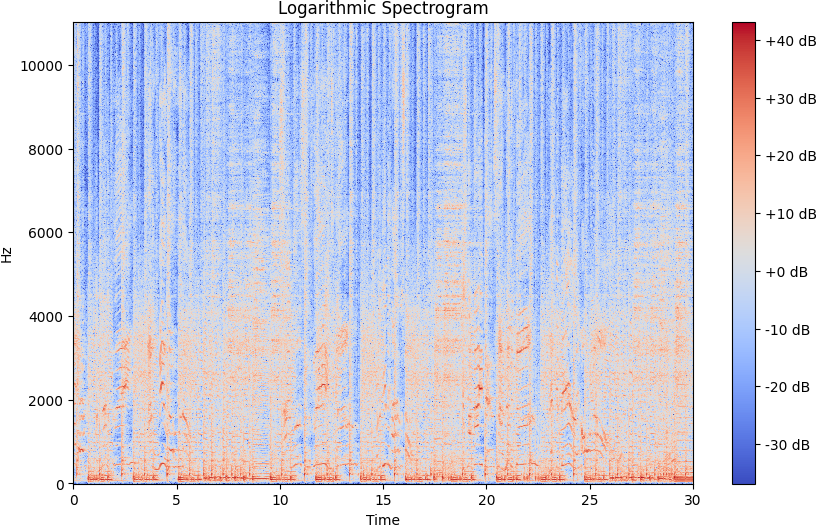 Logarithmic Spectrogram
Hz
10000
8000
6000
4000
2000
0
0 5 10 15 20 25 30
Time
+40 dB
+30 dB
+20 dB
+10 dB
+0 dB
-10 dB
-20 dB
-30 dB